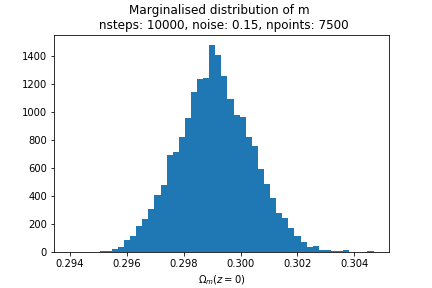 Marginalised distribution of m
nsteps: 10000, noise: 0.15, npoints: 7500
1400
1200
1000
800
600
400
200
0
0.294 0.296 0.298 0.300 0.302 0.304
Ωm(z = 0)